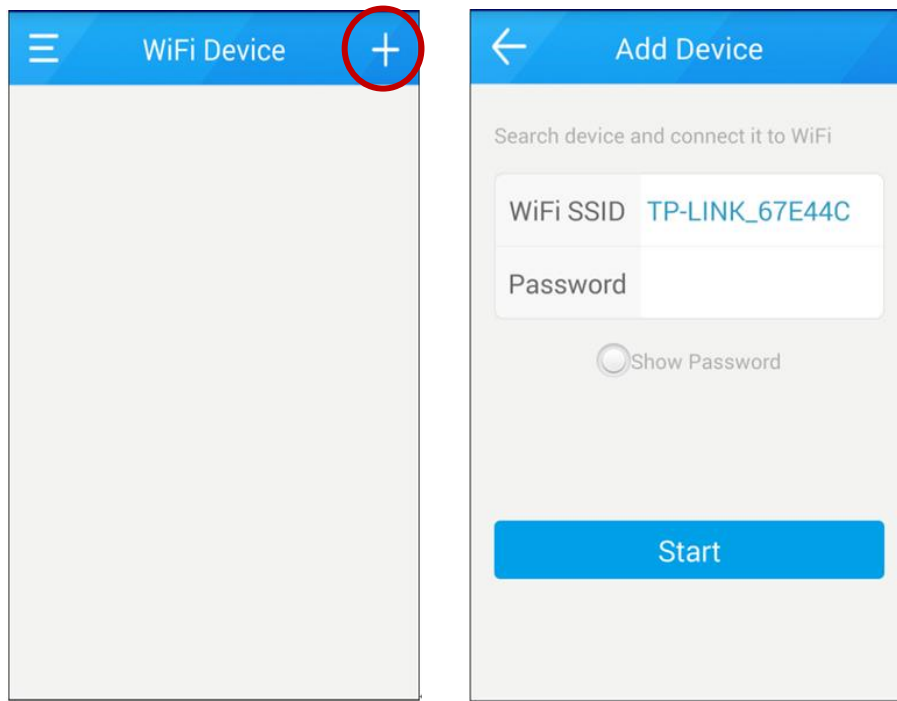 WiFi Device
Add Device
Search device and connect it to WiFi
WiFi SSID TP-LINK_67E44C
Password
Show Password
Start